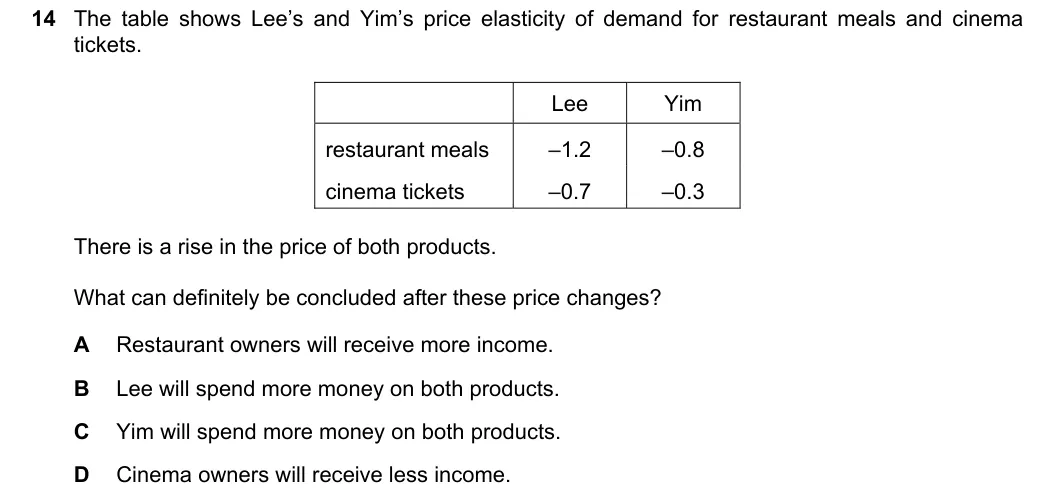 14 The table shows Lee’s and Yim’s price elasticity of demand for restaurant meals and cinema
tickets.
Lee Yim
restaurant meals –1.2 –0.8
cinema tickets –0.7 –0.3
There is a rise in the price of both products.
What can definitely be concluded after these price changes?
A Restaurant owners will receive more income.
B Lee will spend more money on both products.
C Yim will spend more money on both products.
D Cinema owners will receive less income.